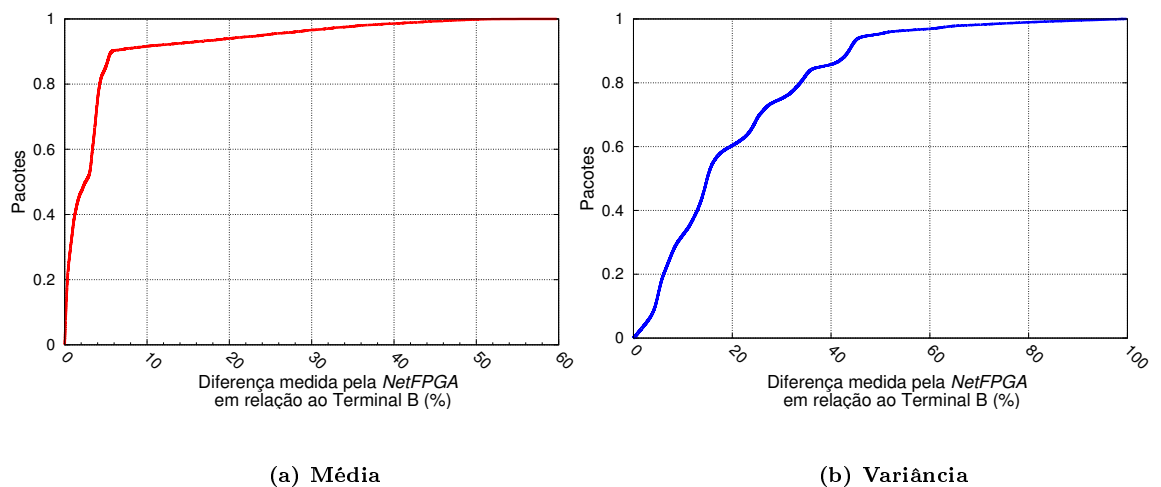 1
0.8
0.6
0.4
0.2
0
Pacotes
0 10 20 30 40 50 60
Diferença medida pela NetFPGA
em relação ao Terminal B (%)
(a) Média
1
0.8
0.6
0.4
0.2
0
Pacotes
0 20 40 60 80 100
Diferença medida pela NetFPGA
em relação ao Terminal B (%)
(b) Variância